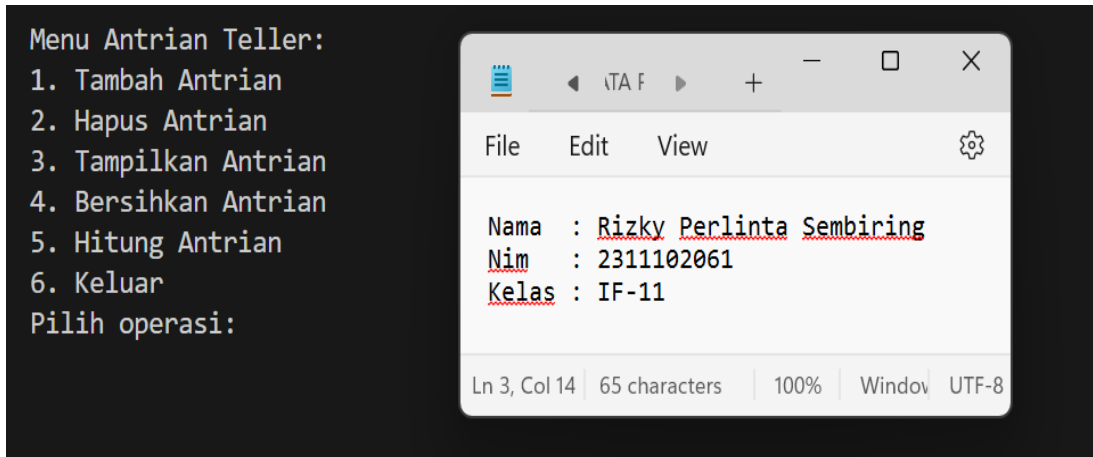 Menu Antrian Teller:
1. Tambah Antrian
2. Hapus Antrian
3. Tampilkan Antrian
4. Bersihkan Antrian
5. Hitung Antrian
6. Keluar
Pilih operasi:
File Edit View
Nama : Rizky Perlinta Sembiring
Nim : 2311102061
Kelas : IF-11
Ln 3, Col 14 65 characters 100% UTF-8